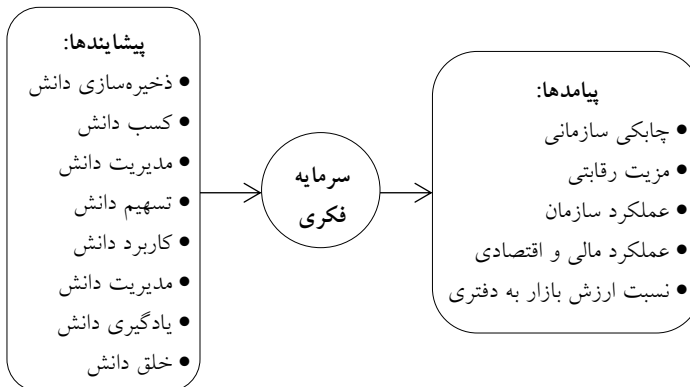 پیشایندها:
• ذخیره‌سازی دانش
• کسب دانش
• مدیریت دانش
• تسهیم دانش
• کاربرد دانش
• مدیریت دانش
• یادگیری دانش
• خلق دانش
سرمایه
فکری
پیامدها:
• چابکی سازمانی
• مزیت رقابتی
• عملکرد سازمان
• عملکرد مالی و اقتصادی
• نسبت ارزش بازار به دفتری